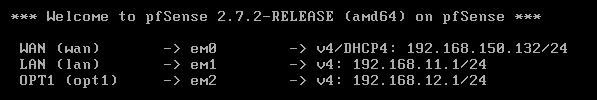 *** Welcome to pfSense 2.7.2-RELEASE (amd64) on pfSense ***
WAN (wan) -> em0 -> v4/DHCP4: 192.168.150.132/24
LAN (lan) -> em1 -> v4: 192.168.11.1/24
OPT1 (opt1) -> em2 -> v4: 192.168.12.1/24